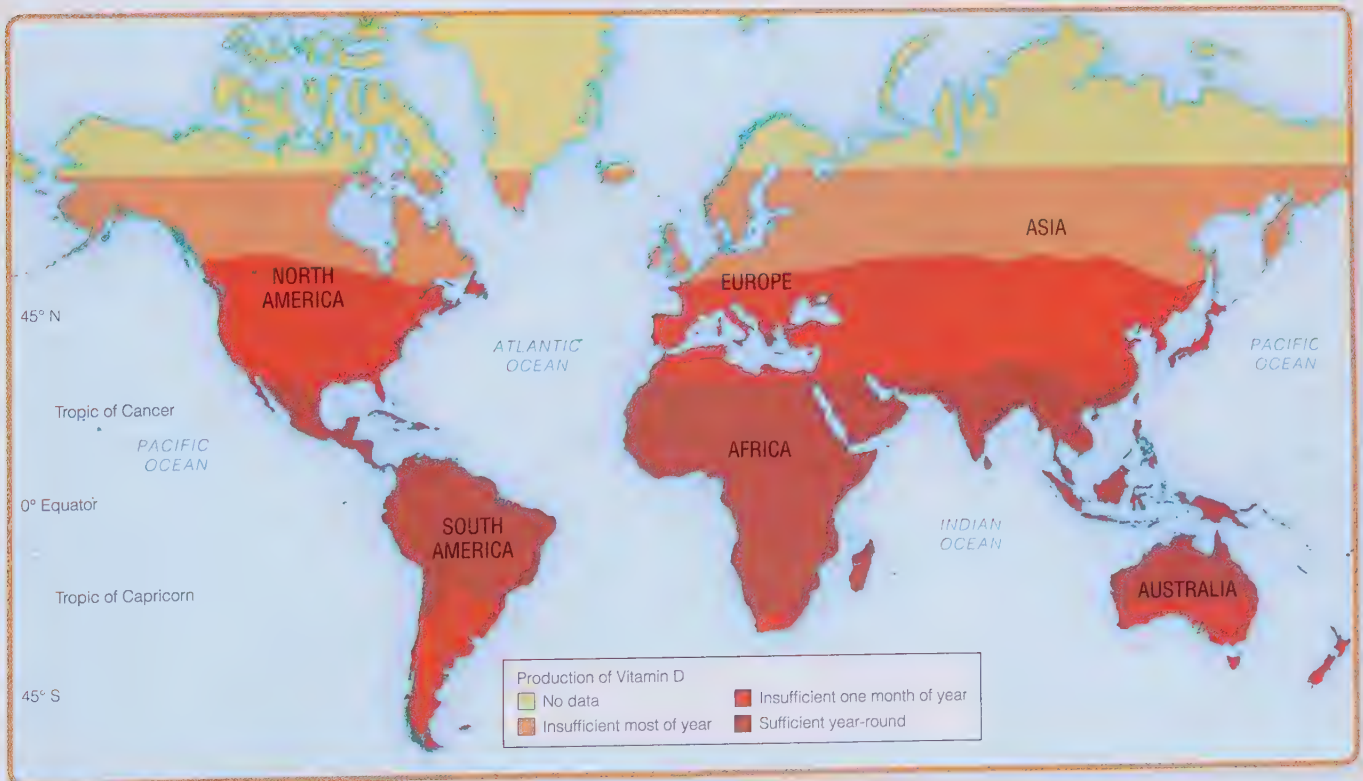 ASIA
NORTH
AMERICA
EUROPE
45° N
ATLANTIC
OCEAN
PACIFIC
OCEAN
Tropic of Cancer
PACIFIC
OCEAN
AFRICA
0° Equator
SOUTH
AMERICA
INDIAN
OCEAN
Tropic of Capricorn
AUSTRALIA
45° S
Production of Vitamin D
No data
Insufficient most of year
Insufficient one month of year
Sufficient year-round